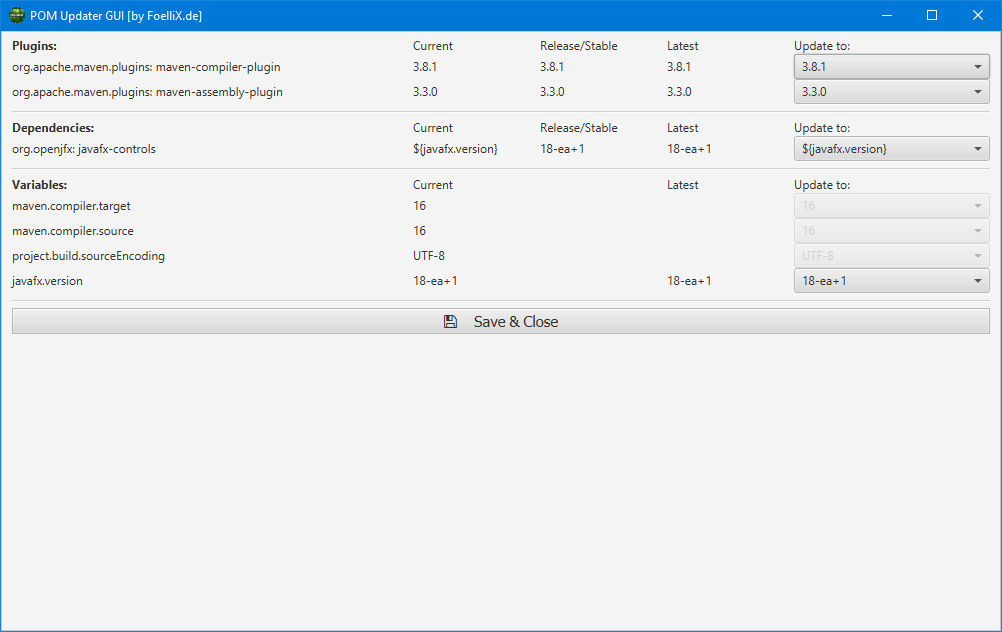 POM Updater GUI [by FoelliX.de]
Plugins: Current Release/Stable Latest Update to:
org.apache.maven.plugins: maven-compiler-plugin 3.8.1 3.8.1 3.8.1 3.8.1
org.apache.maven.plugins: maven-assembly-plugin 3.3.0 3.3.0 3.3.0 3.3.0
Dependencies: Current Release/Stable Latest Update to:
org.openjfx: javafx-controls ${javafx.version} 18-ea+1 18-ea+1 ${javafx.version}
Variables: Current Latest Update to:
maven.compiler.target 16 16
maven.compiler.source 16 16
project.build.sourceEncoding UTF-8 UTF-8
javafx.version 18-ea+1 18-ea+1 18-ea+1
Save & Close